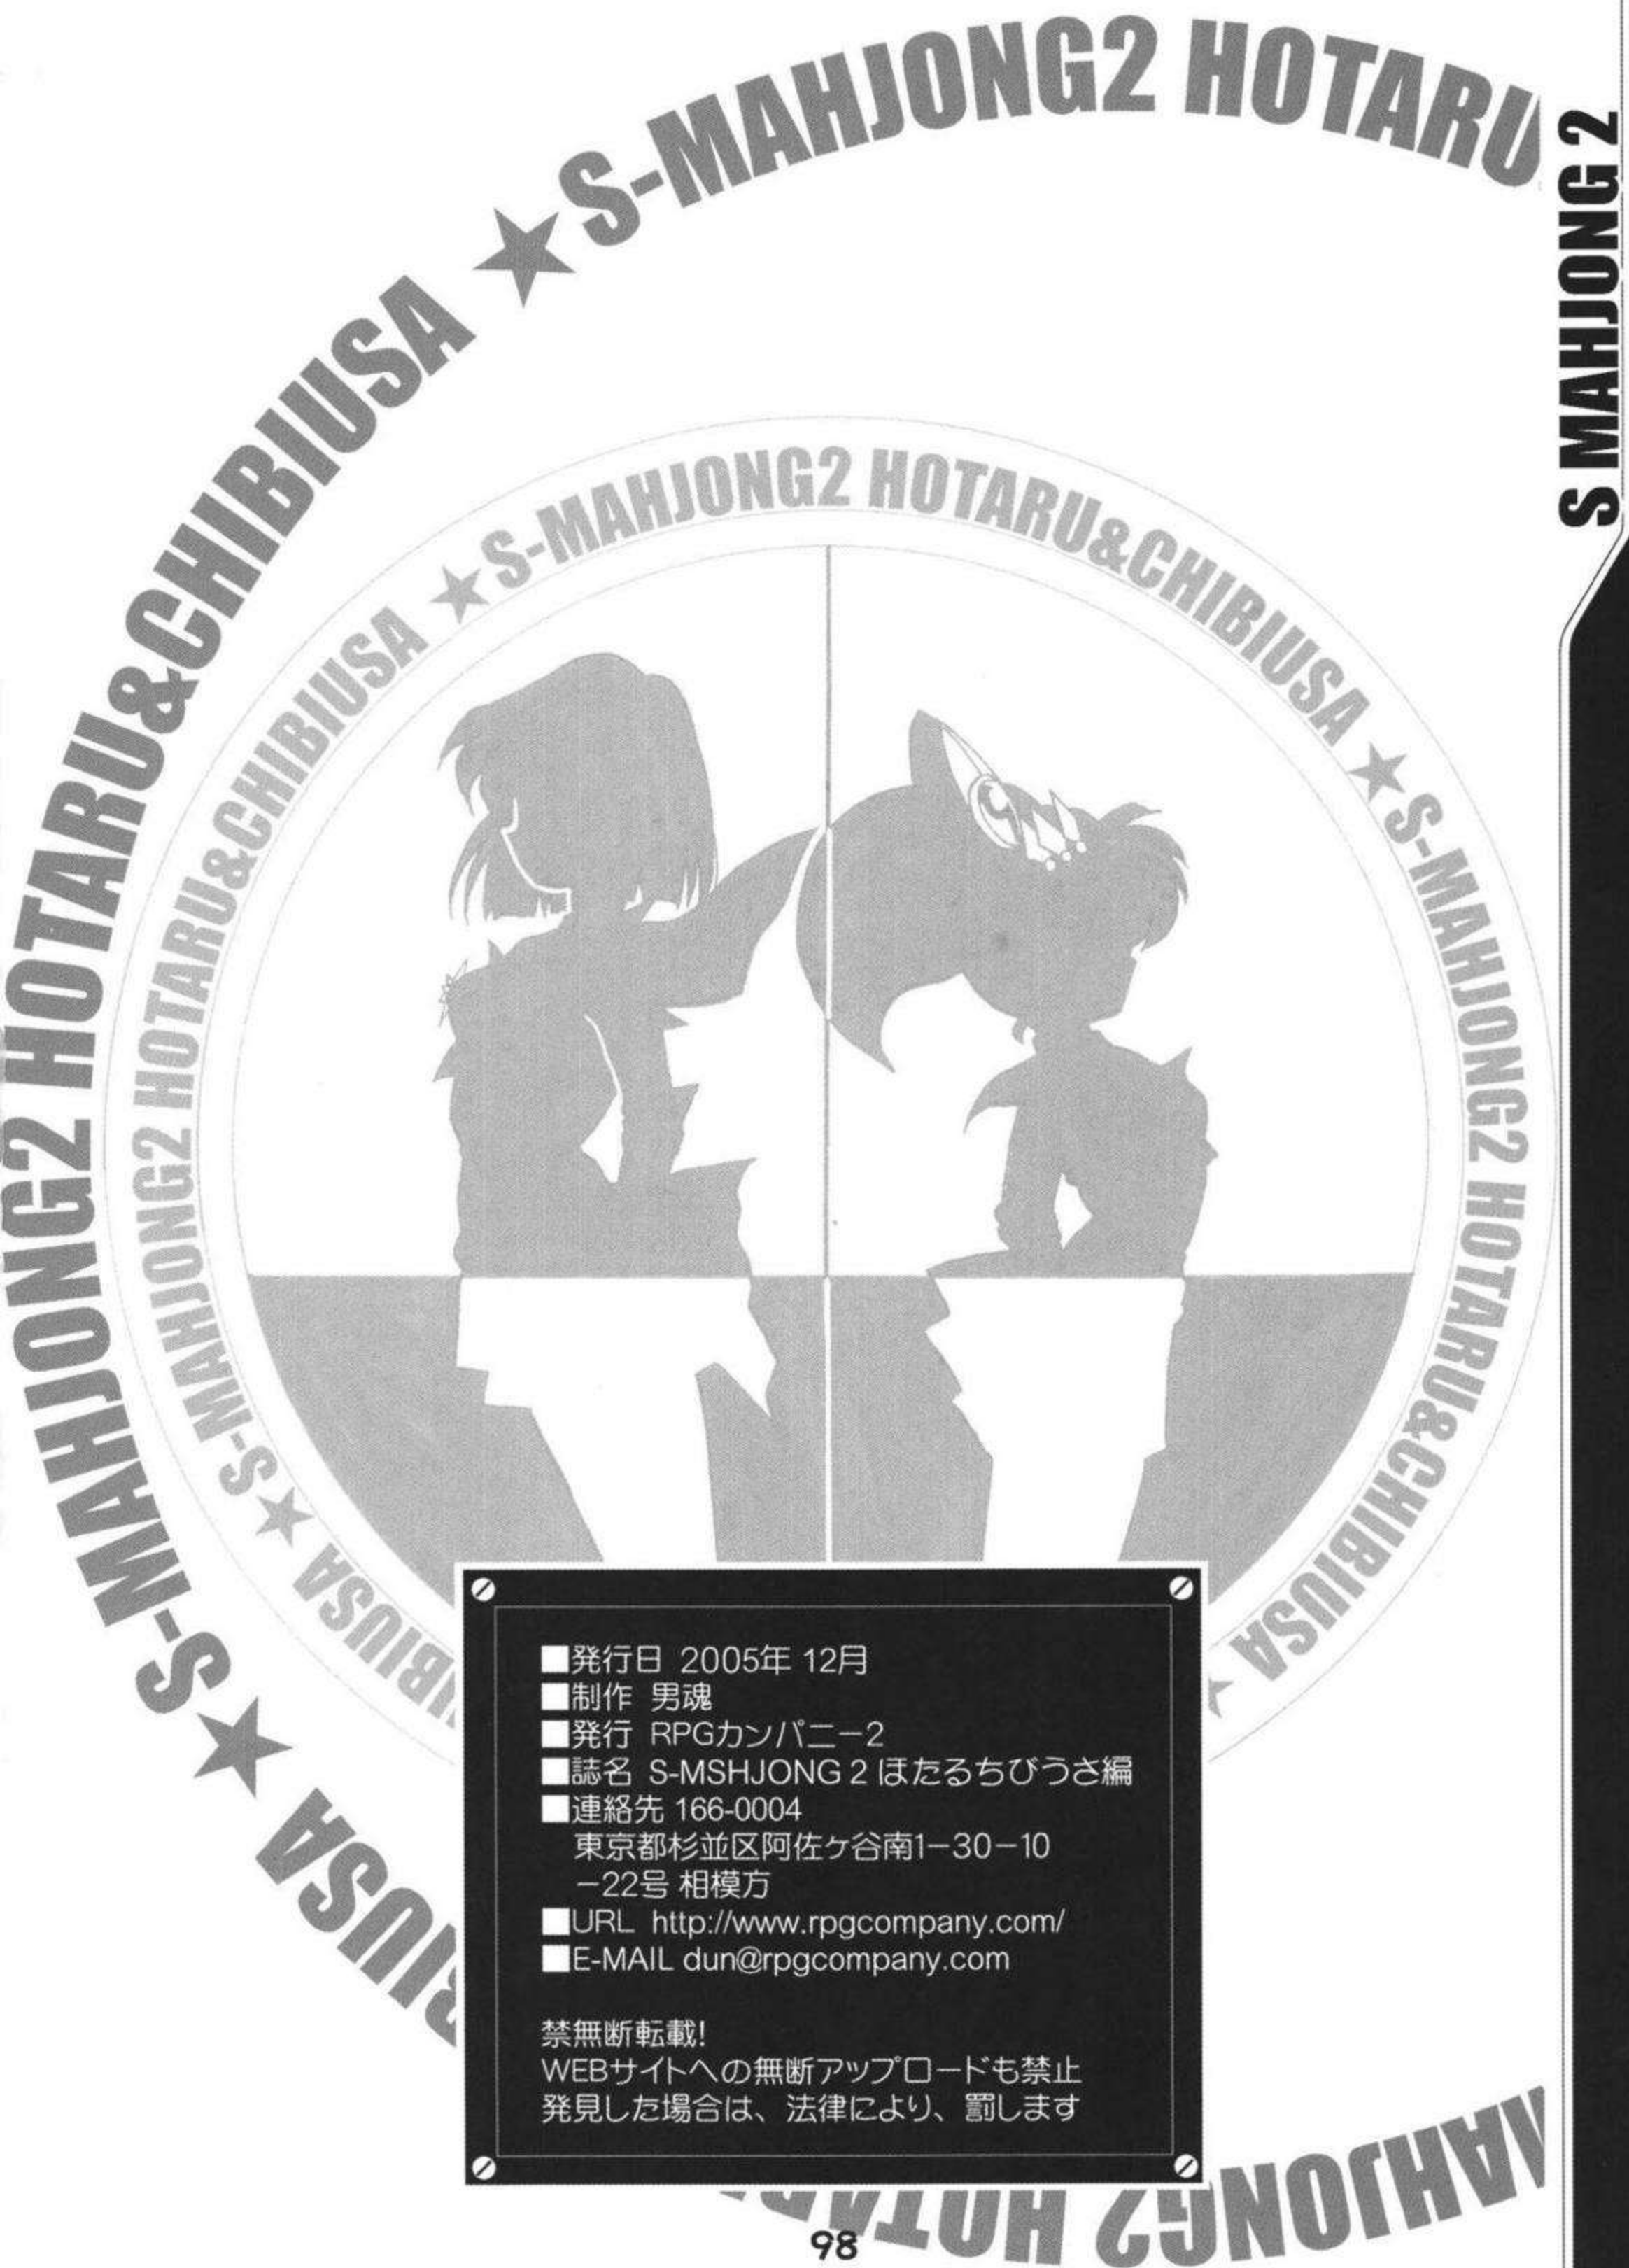 ★ S-MAHJONG2 HOTARU
S-MAHJONG2 HOTARU&CHIBIUSA
★ S-MAHJONG2 HOTARU&CHIBIUSA
★ S-MAHJONG2 HOTARU&CHIBIUSA
★ S-MAHJONG2 HOTARU&CHIBIUSA
S MAHJONG 2
■発行日 2005年 12月
■制作 男魂
■発行 RPGカンパニー2
■誌名 S-MSHJONG 2 ほたるちびうさ編
■連絡先 166-0004
東京都杉並区阿佐ヶ谷南1-30-10
-22号 相模方
■URL http://www.rpgcompany.com/
■E-MAIL dun@rpgcompany.com
禁無断転載!
WEBサイトへの無断アップロードも禁止
発見した場合は、法律により、罰します
98